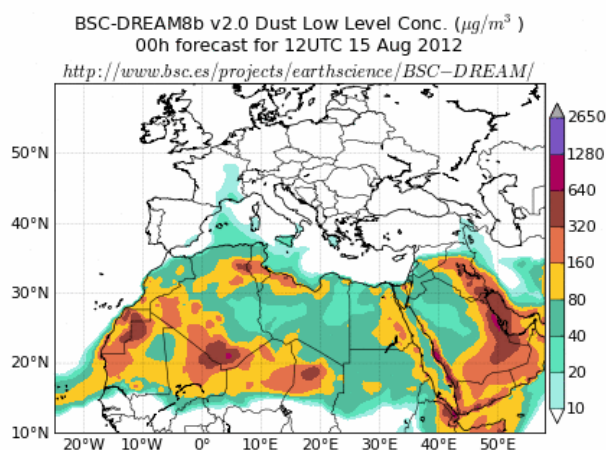 BSC-DREAM8b v2.0 Dust Low Level Conc. (μg/m³ )
00h forecast for 12UTC 15 Aug 2012
http://www.bsc.es/projects/earthscience/BSC−DREAM/
2650
50°N
1280
640
40°N
320
160
30°N
80
40
20°N
20
10
10°N
20°W 10°W 0° 10°E 20°E 30°E 40°E 50°E